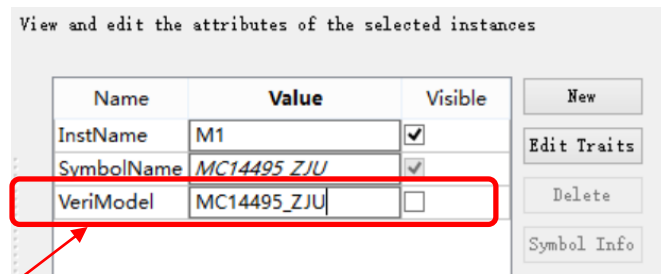 View and edit the attributes of the selected instances
Name Value Visible New
InstName M1 Edit Traits
SymbolName MC14495_ZJU
VeriModel MC14495_ZJU Delete
Symbol Info